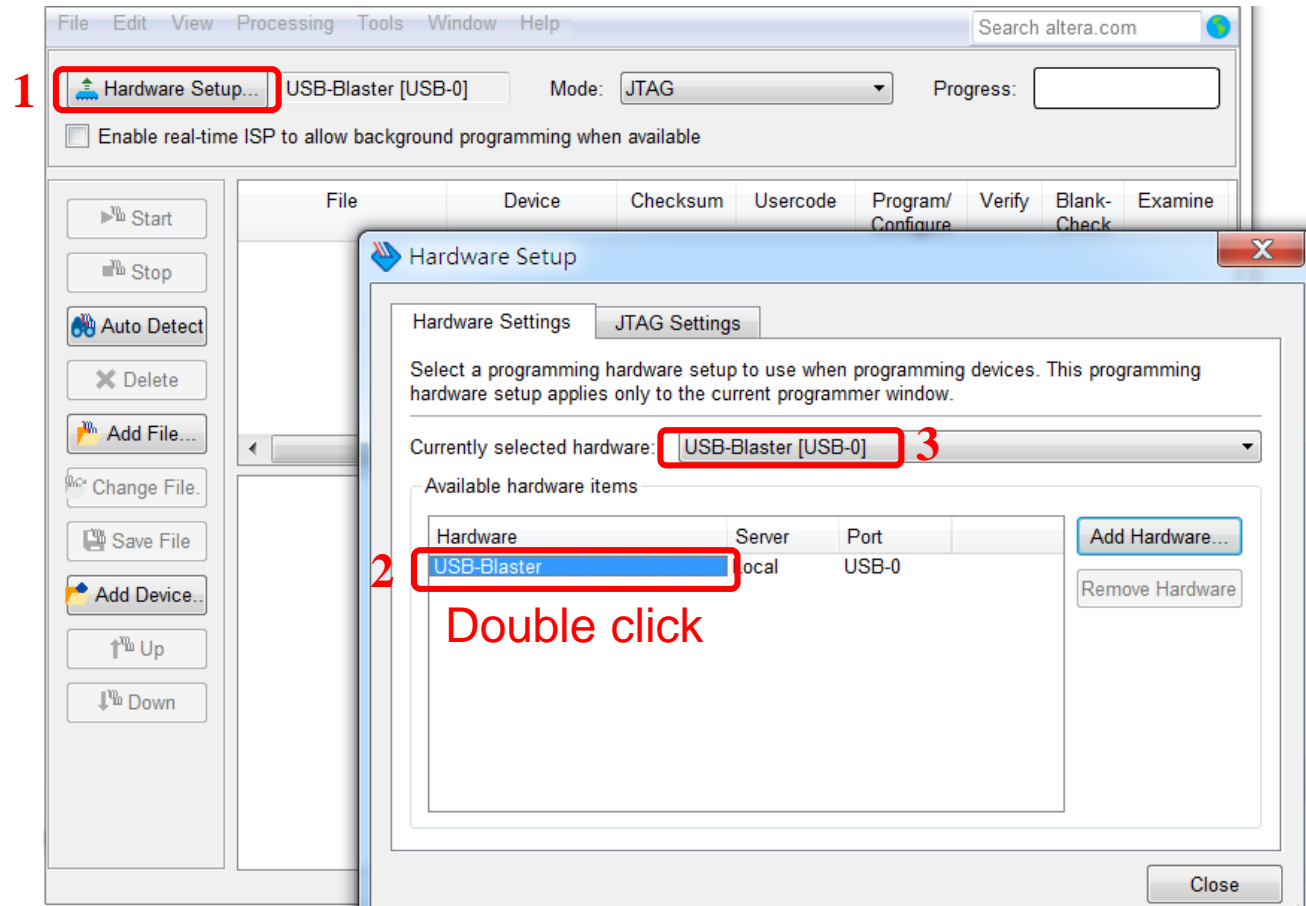 File Edit View Processing Tools Window Help Search altera.com
1 Hardware Setup... USB-Blaster [USB-0] Mode: JTAG Progress:
Enable real-time ISP to allow background programming when available
File Device Checksum Usercode Program/ Configure Verify Blank- Check Examine
Start
Stop
Auto Detect
Delete
Add File...
Change File.
Save File
Add Device..
Up
Down
Hardware Setup
X
Hardware Settings JTAG Settings
Select a programming hardware setup to use when programming devices. This programming
hardware setup applies only to the current programmer window.
Currently selected hardware: USB-Blaster [USB-0] 3
Available hardware items
Hardware Server Port
2 USB-Blaster Local USB-0
Double click
Add Hardware...
Remove Hardware
Close